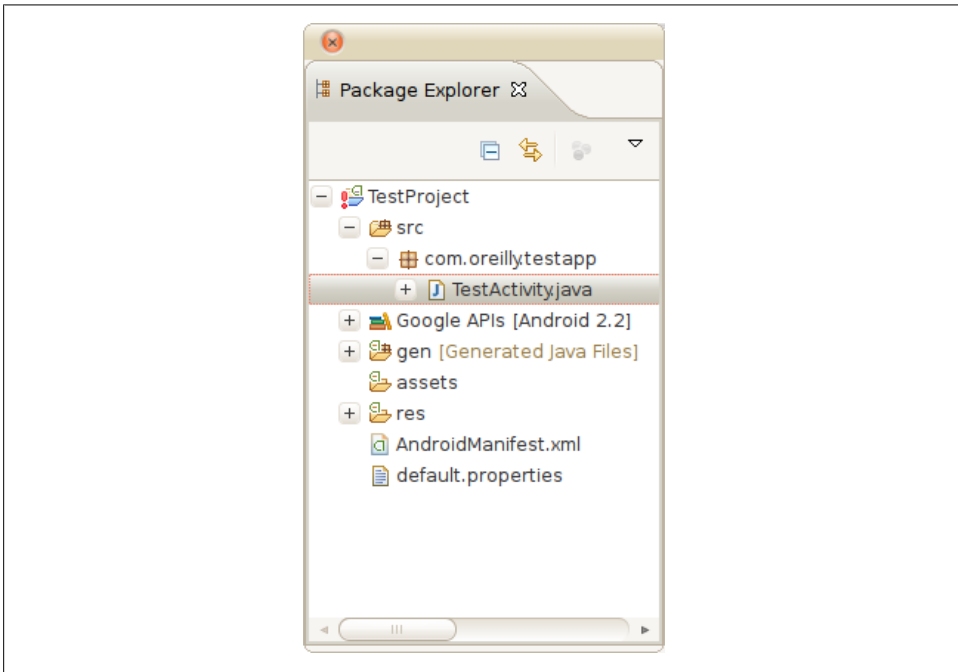 Package Explorer
TestProject
src
com.oreilly.testapp
TestActivity.java
Google APIs [Android 2.2]
gen [Generated Java Files]
assets
res
AndroidManifest.xml
default.properties